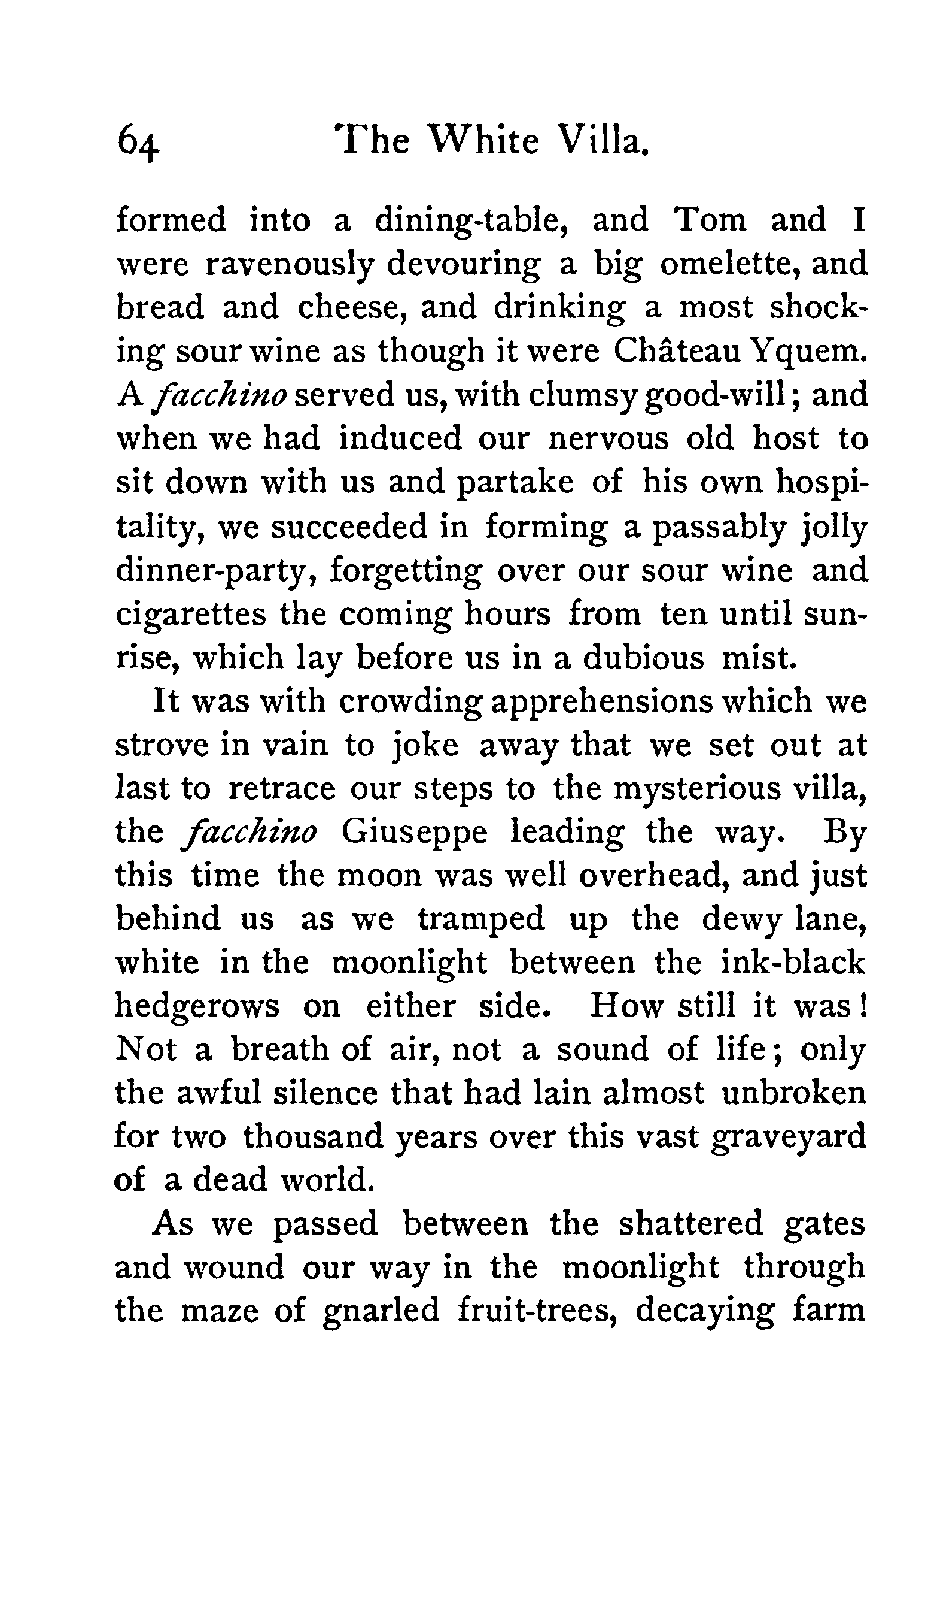 64 The White Villa.
formed into a dining-table, and Tom and I
were ravenously devouring a big omelette, and
bread and cheese, and drinking a most shock-
ing sour wine as though it were Château Yquem.
A facchino served us, with clumsy good-will; and
when we had induced our nervous old host to
sit down with us and partake of his own hospi-
tality, we succeeded in forming a passably jolly
dinner-party, forgetting over our sour wine and
cigarettes the coming hours from ten until sun-
rise, which lay before us in a dubious mist.
It was with crowding apprehensions which we
strove in vain to joke away that we set out at
last to retrace our steps to the mysterious villa,
the facchino Giuseppe leading the way. By
this time the moon was well overhead, and just
behind us as we tramped up the dewy lane,
white in the moonlight between the ink-black
hedgerows on either side. How still it was!
Not a breath of air, not a sound of life; only
the awful silence that had lain almost unbroken
for two thousand years over this vast graveyard
of a dead world.
As we passed between the shattered gates
and wound our way in the moonlight through
the maze of gnarled fruit-trees, decaying farm